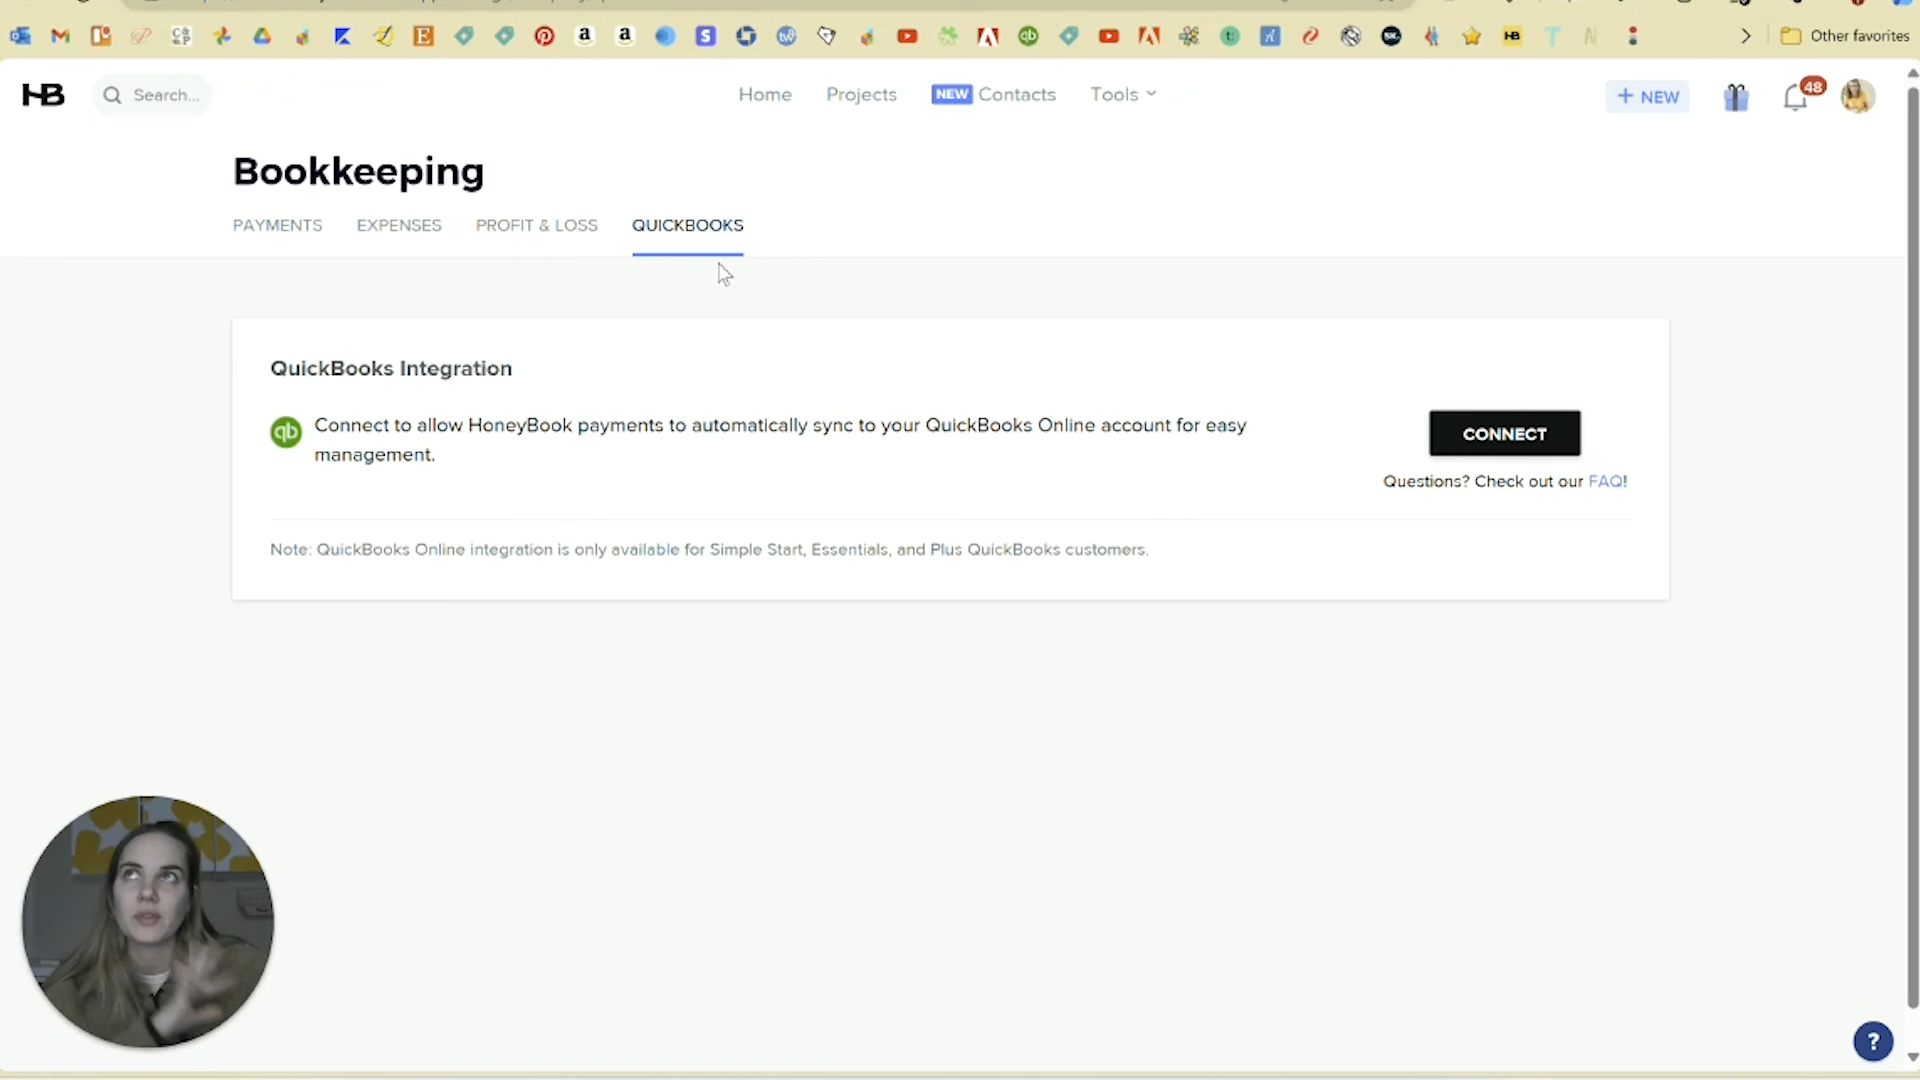 Other favorites
HB
Search...
Home
Projects
NEW Contacts
Tools
+ NEW
48
Bookkeeping
PAYMENTS
EXPENSES
PROFIT & LOSS
QUICKBOOKS
QuickBooks Integration
qb
Connect to allow HoneyBook payments to automatically sync to your QuickBooks Online account for easy
management.
CONNECT
Questions? Check out our FAQ!
Note: QuickBooks Online integration is only available for Simple Start, Essentials, and Plus QuickBooks customers.
?